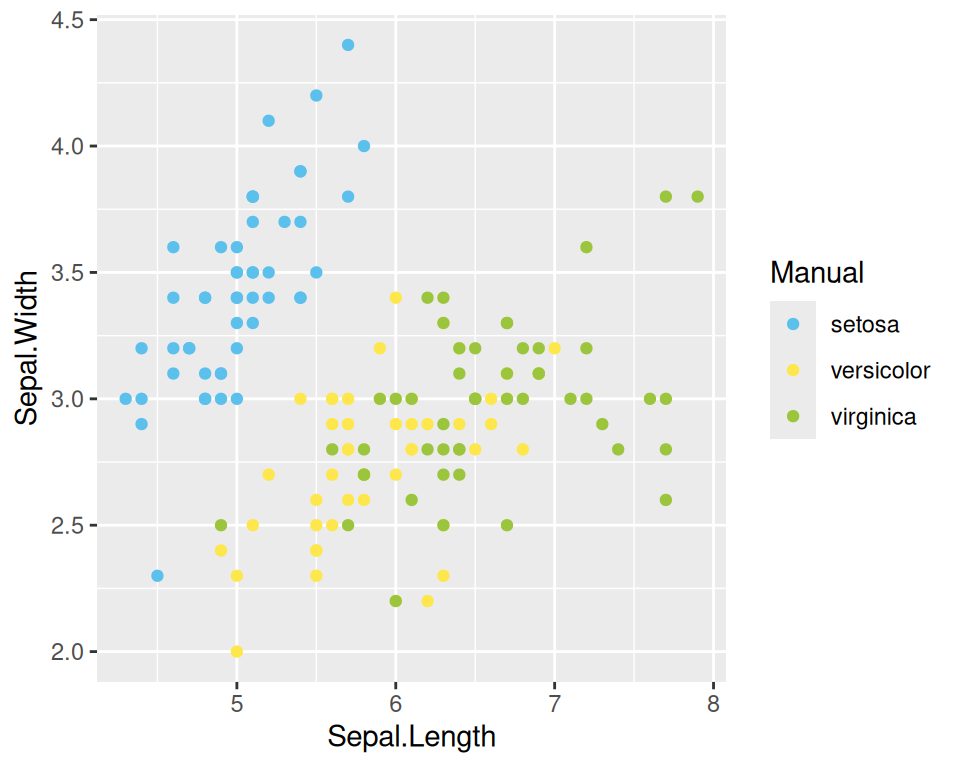 4.5
4.0
3.5
3.0
2.5
2.0
Sepal.Width
5 6 7 8
Sepal.Length
Manual
setosa
versicolor
virginica